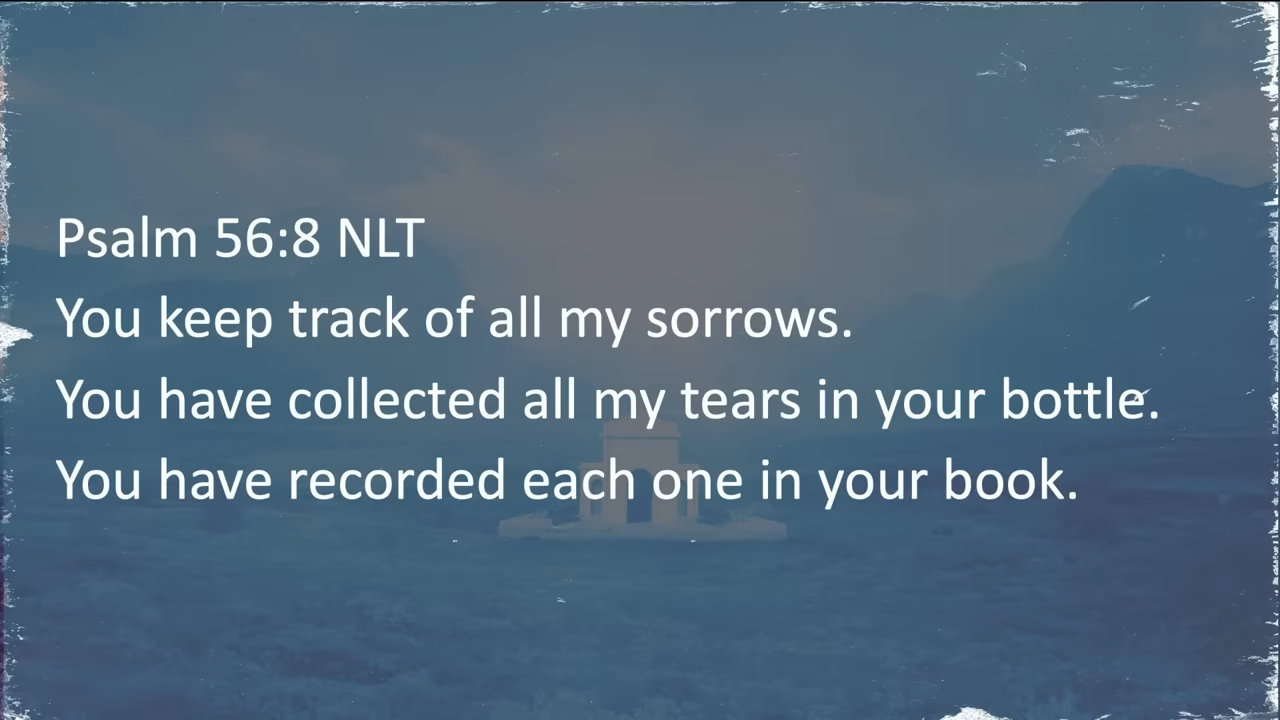 Psalm 56:8 NLT
You keep track of all my sorrows.
You have collected all my tears in your bottle.
You have recorded each one in your book.